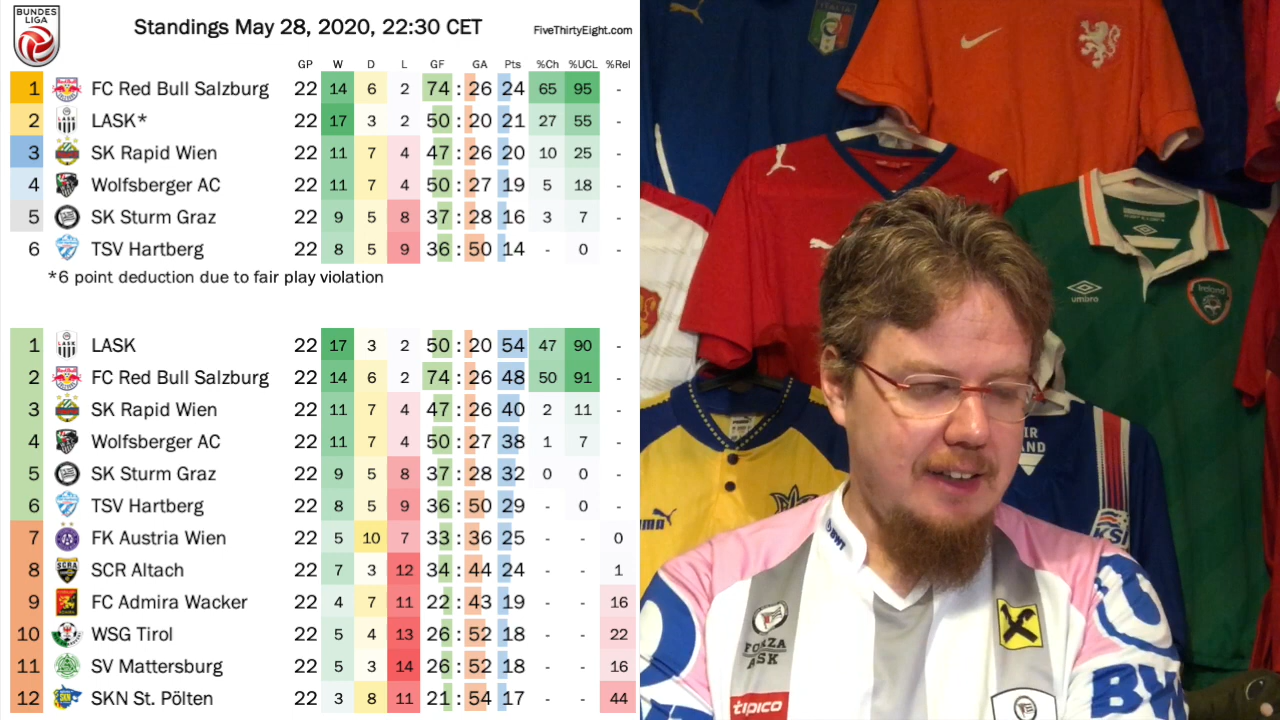 BUNDES
LIGA
Standings May 28, 2020, 22:30 CET
FiveThirtyEight.com
GP W D L GF GA Pts %Ch %UCL %Rel
1 FC Red Bull Salzburg 22 14 6 2 74 : 26 24 65 95 -
2 LASK* 22 17 3 2 50 : 20 21 27 55 -
3 SK Rapid Wien 22 11 7 4 47 : 26 20 10 25 -
4 Wolfsberger AC 22 11 7 4 50 : 27 19 5 18 -
5 SK Sturm Graz 22 9 5 8 37 : 28 16 3 7 -
6 TSV Hartberg 22 8 5 9 36 : 50 14 - 0 -
*6 point deduction due to fair play violation
1 LASK 22 17 3 2 50 : 20 54 47 90 -
2 FC Red Bull Salzburg 22 14 6 2 74 : 26 48 50 91 -
3 SK Rapid Wien 22 11 7 4 47 : 26 40 2 11 -
4 Wolfsberger AC 22 11 7 4 50 : 27 38 1 7 -
5 SK Sturm Graz 22 9 5 8 37 : 28 32 0 0 -
6 TSV Hartberg 22 8 5 9 36 : 50 29 - 0 -
7 FK Austria Wien 22 5 10 7 33 : 36 25 - - 0
8 SCR Altach 22 7 3 12 34 : 44 24 - - 1
9 FC Admira Wacker 22 4 7 11 22 : 43 19 - - 16
10 WSG Tirol 22 5 4 13 26 : 52 18 - - 22
11 SV Mattersburg 22 5 3 14 26 : 52 18 - - 16
12 SKN St. Pölten 22 3 8 11 21 : 54 17 - - 44
ITALIA
umbro
Ireland
KSÍ
BWT
FORZA
LASK
tipico
BW